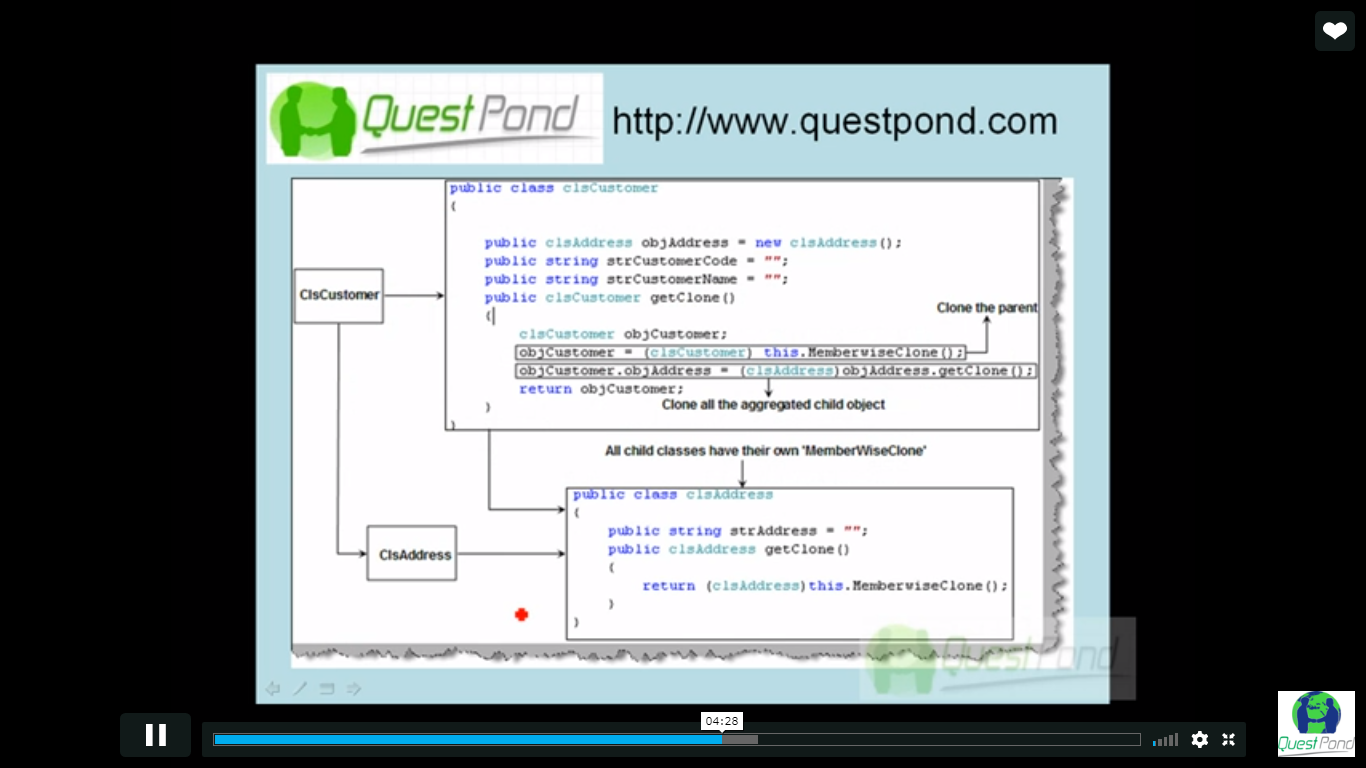 QuestPond
http://www.questpond.com
public class clsCustomer
{
public clsAddress objAddress = new clsAddress();
public string strCustomerCode = "";
public string strCustomerName = "";
public clsCustomer getClone()
{
clsCustomer objCustomer;
objCustomer = (clsCustomer) this.MemberwiseClone();
objCustomer.objAddress = (clsAddress)objAddress.getClone();
return objCustomer;
}
}
ClsCustomer
Clone the parent
Clone all the aggregated child object
All child classes have their own 'MemberWiseClone'
public class clsAddress
{
public string strAddress = "";
public clsAddress getClone()
{
return (clsAddress)this.MemberwiseClone();
}
}
ClsAddress
QuestPond
04:28
QuestPond